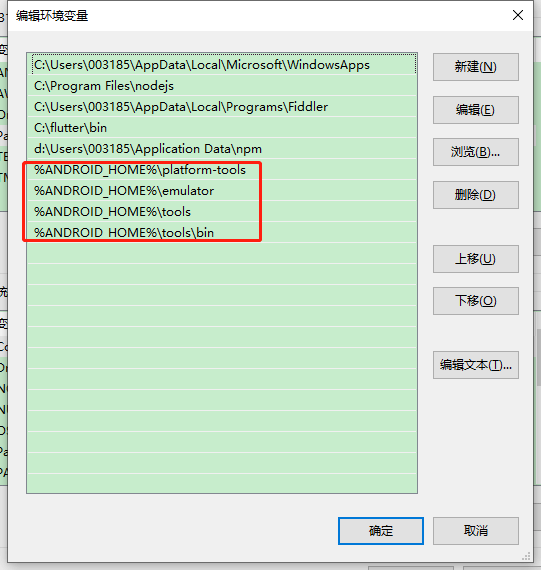 编辑环境变量
C:\Users\003185\AppData\Local\Microsoft\WindowsApps
C:\Program Files\nodejs
C:\Users\003185\AppData\Local\Programs\Fiddler
C:\flutter\bin
d:\Users\003185\Application Data\npm
%ANDROID_HOME%\platform-tools
%ANDROID_HOME%\emulator
%ANDROID_HOME%\tools
%ANDROID_HOME%\tools\bin
新建(N)
编辑(E)
浏览(B)...
删除(D)
上移(U)
下移(O)
编辑文本(T)...
确定
取消